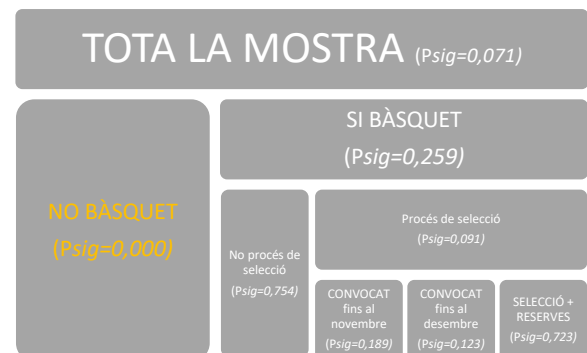 TOTA LA MOSTRA (Psig=0,071)
SI BÀSQUET
(Psig=0,259)
NO BÀSQUET
(Psig=0,000)
No procés de
selecció
(Psig=0,754)
Procés de selecció
(Psig=0,091)
CONVOCAT
fins al
novembre
(Psig=0,189)
CONVOCAT
fins al
desembre
(Psig=0,123)
SELECCIÓ +
RESERVES
(Psig=0,723)